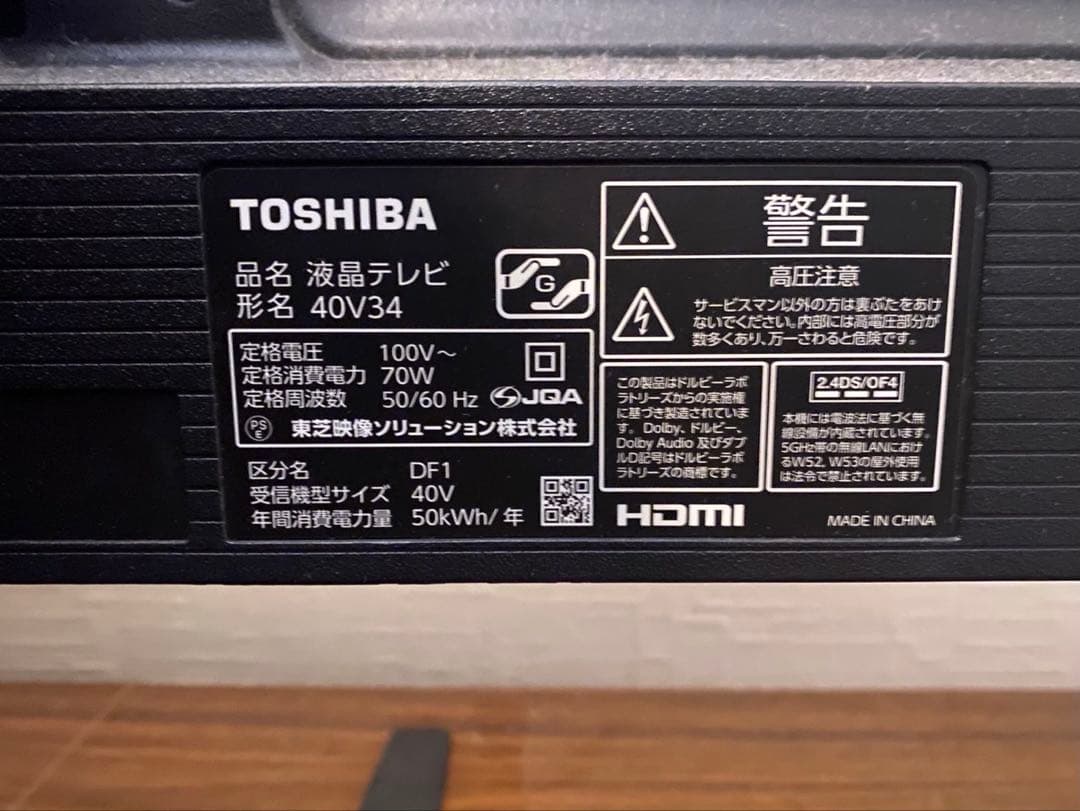 TOSHIBA
品名 液晶テレビ
形名 40V34
G
定格電圧 100V～
定格消費電力 70W
定格周波数 50/60 Hz
JQA
PS
E
東芝映像ソリューション株式会社
区分名 DF1
受信機型サイズ 40V
年間消費電力量 50kWh/年
警告
高圧注意
サービスマン以外の方は裏ぶたをあけ
ないでください。内部には高電圧部分が
数多くあり、万一さわると危険です。
この製品はドルビーラボ
ラトリーズからの実施権
に基づき製造されていま
す。Dolby、ドルビー、
Dolby Audio 及びダブ
ルD記号はドルビーラボ
ラトリーズの商標です。
2.4DS/OF4
本機には電波法に基づく無
線設備が内蔵されています。
5GHz帯の無線LANにおけ
るW52、W53の屋外使用
は法令で禁止されています。
HDMI
MADE IN CHINA